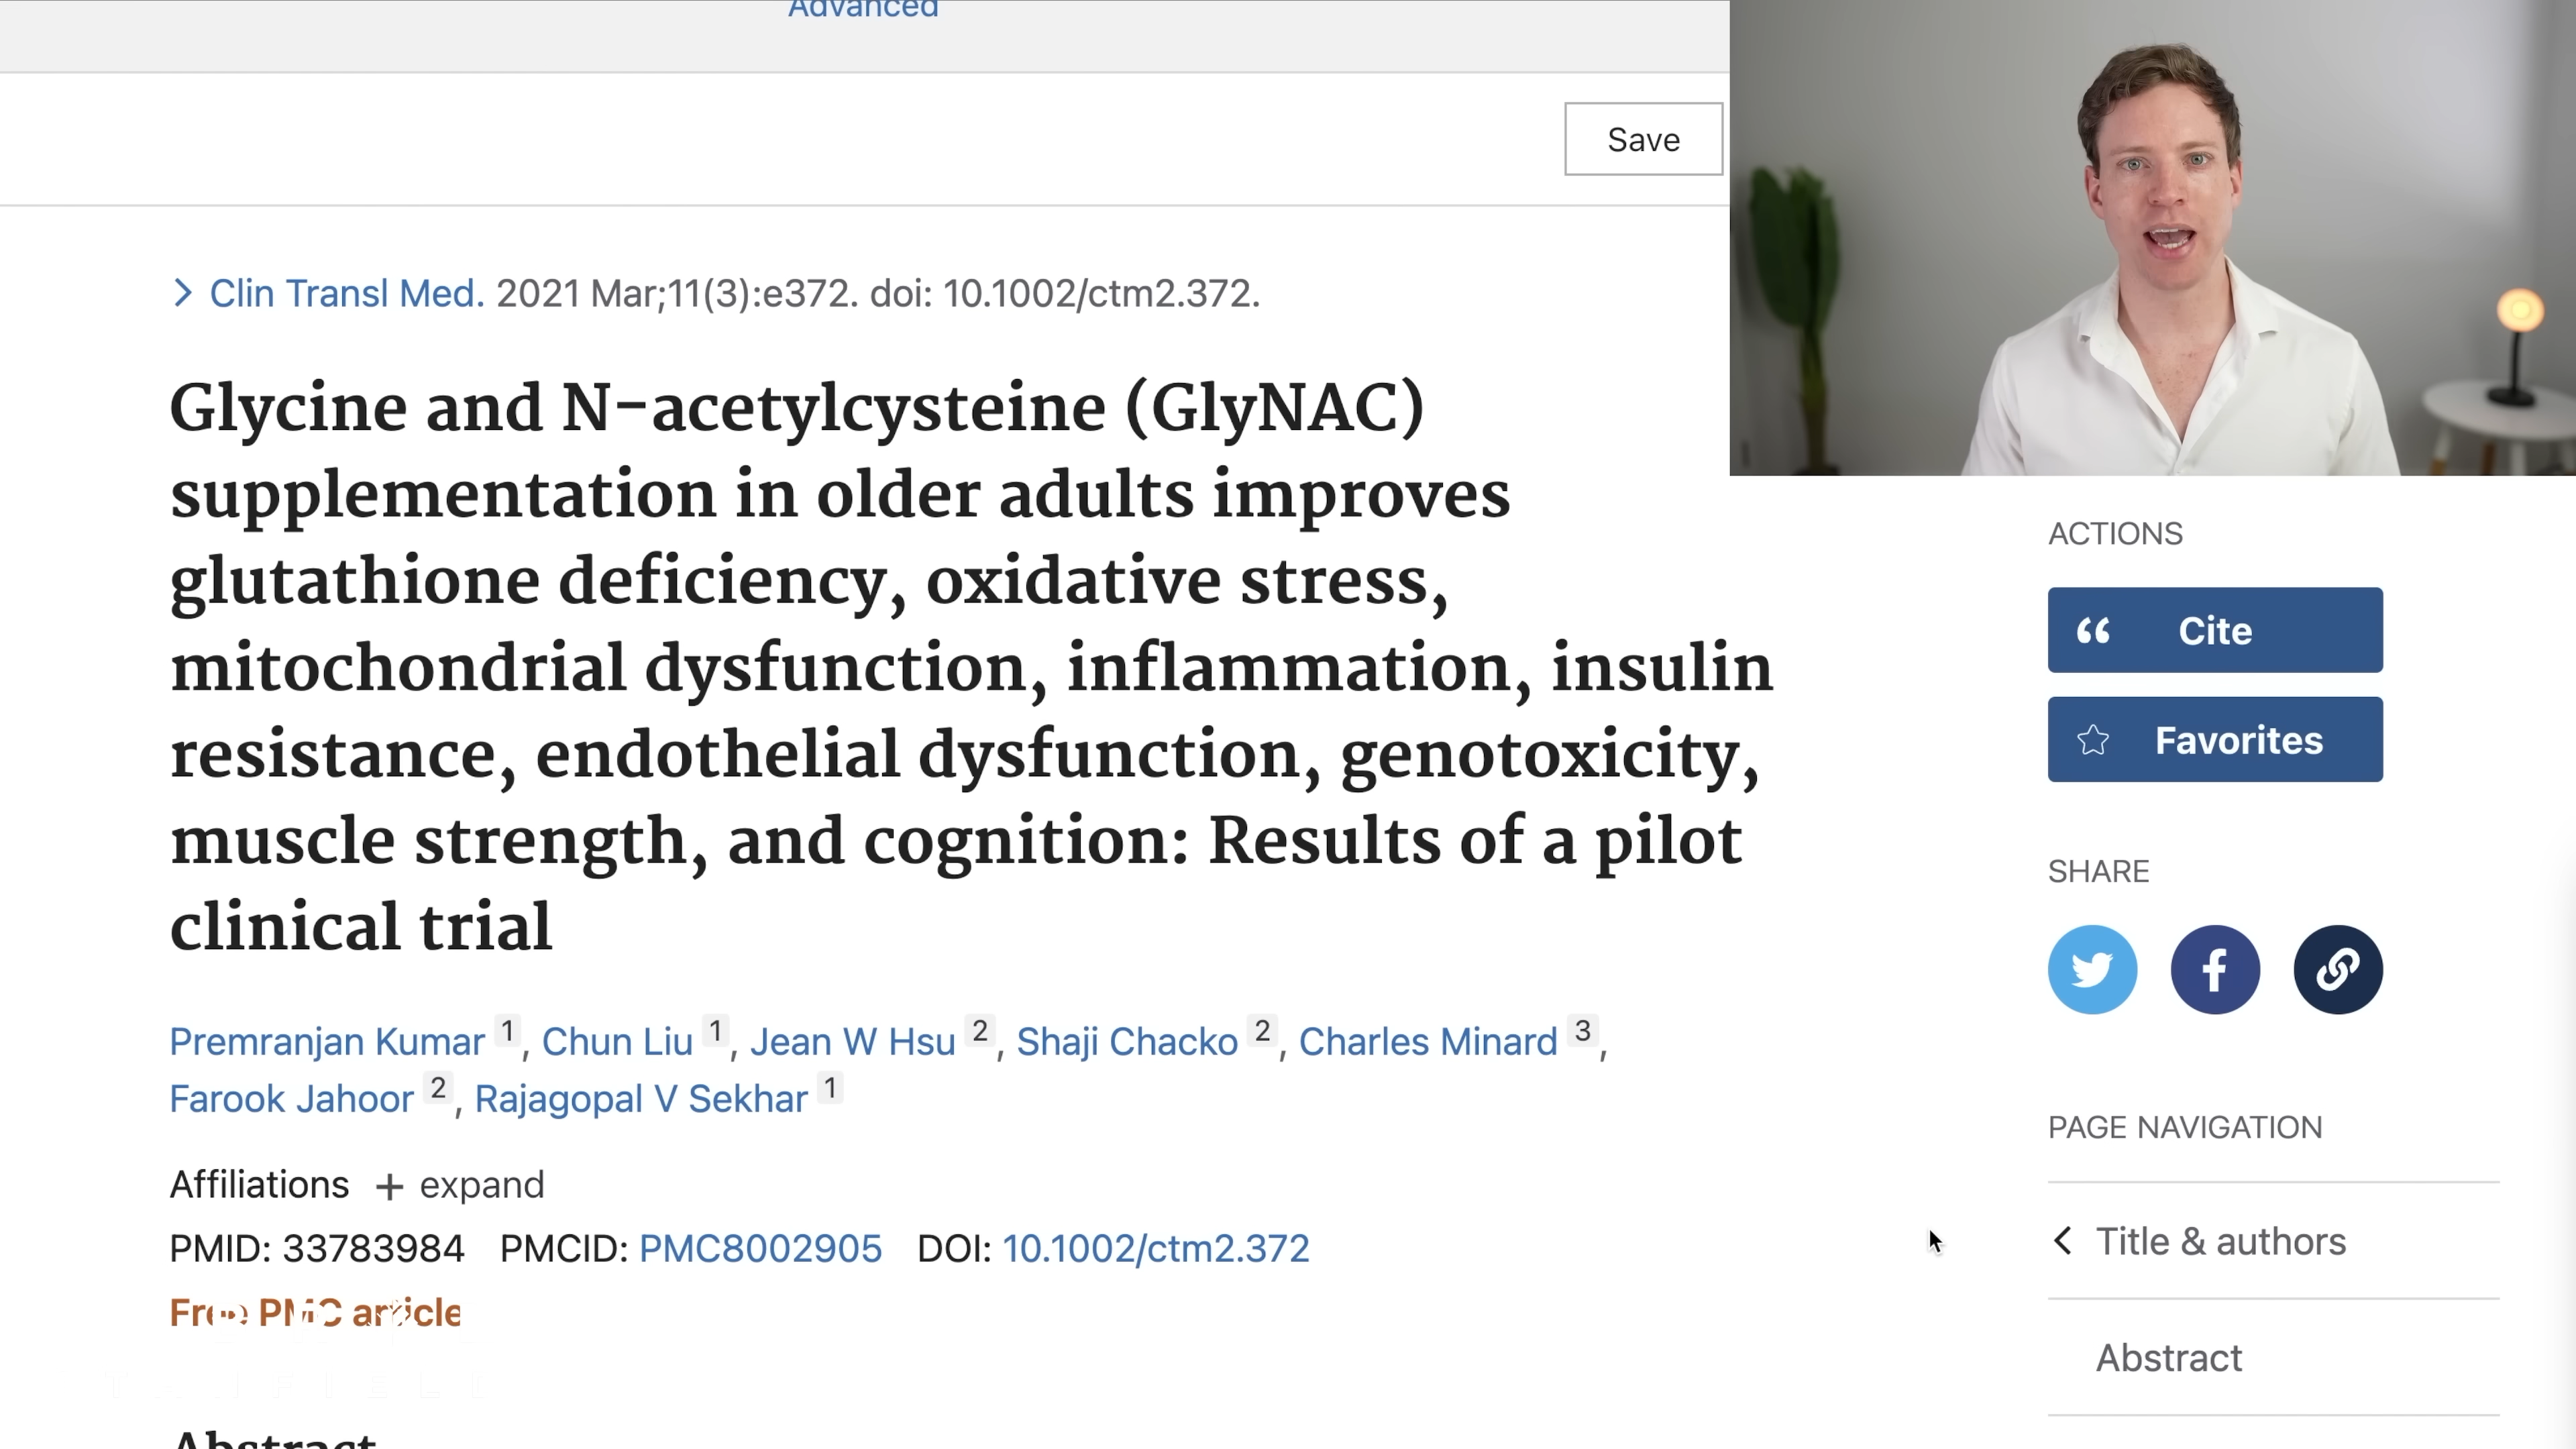 Advanced
Save
Clin Transl Med. 2021 Mar;11(3):e372. doi: 10.1002/ctm2.372.
Glycine and N-acetylcysteine (GlyNAC)
supplementation in older adults improves
glutathione deficiency, oxidative stress,
mitochondrial dysfunction, inflammation, insulin
resistance, endothelial dysfunction, genotoxicity,
muscle strength, and cognition: Results of a pilot
clinical trial
Premranjan Kumar 1, Chun Liu 1, Jean W Hsu 2, Shaji Chacko 2, Charles Minard 3,
Farook Jahoor 2, Rajagopal V Sekhar 1
Affiliations + expand
PMID: 33783984 PMCID: PMC8002905 DOI: 10.1002/ctm2.372
Free PMC article
Abstract
ACTIONS
Cite
Favorites
SHARE
PAGE NAVIGATION
Title & authors
Abstract